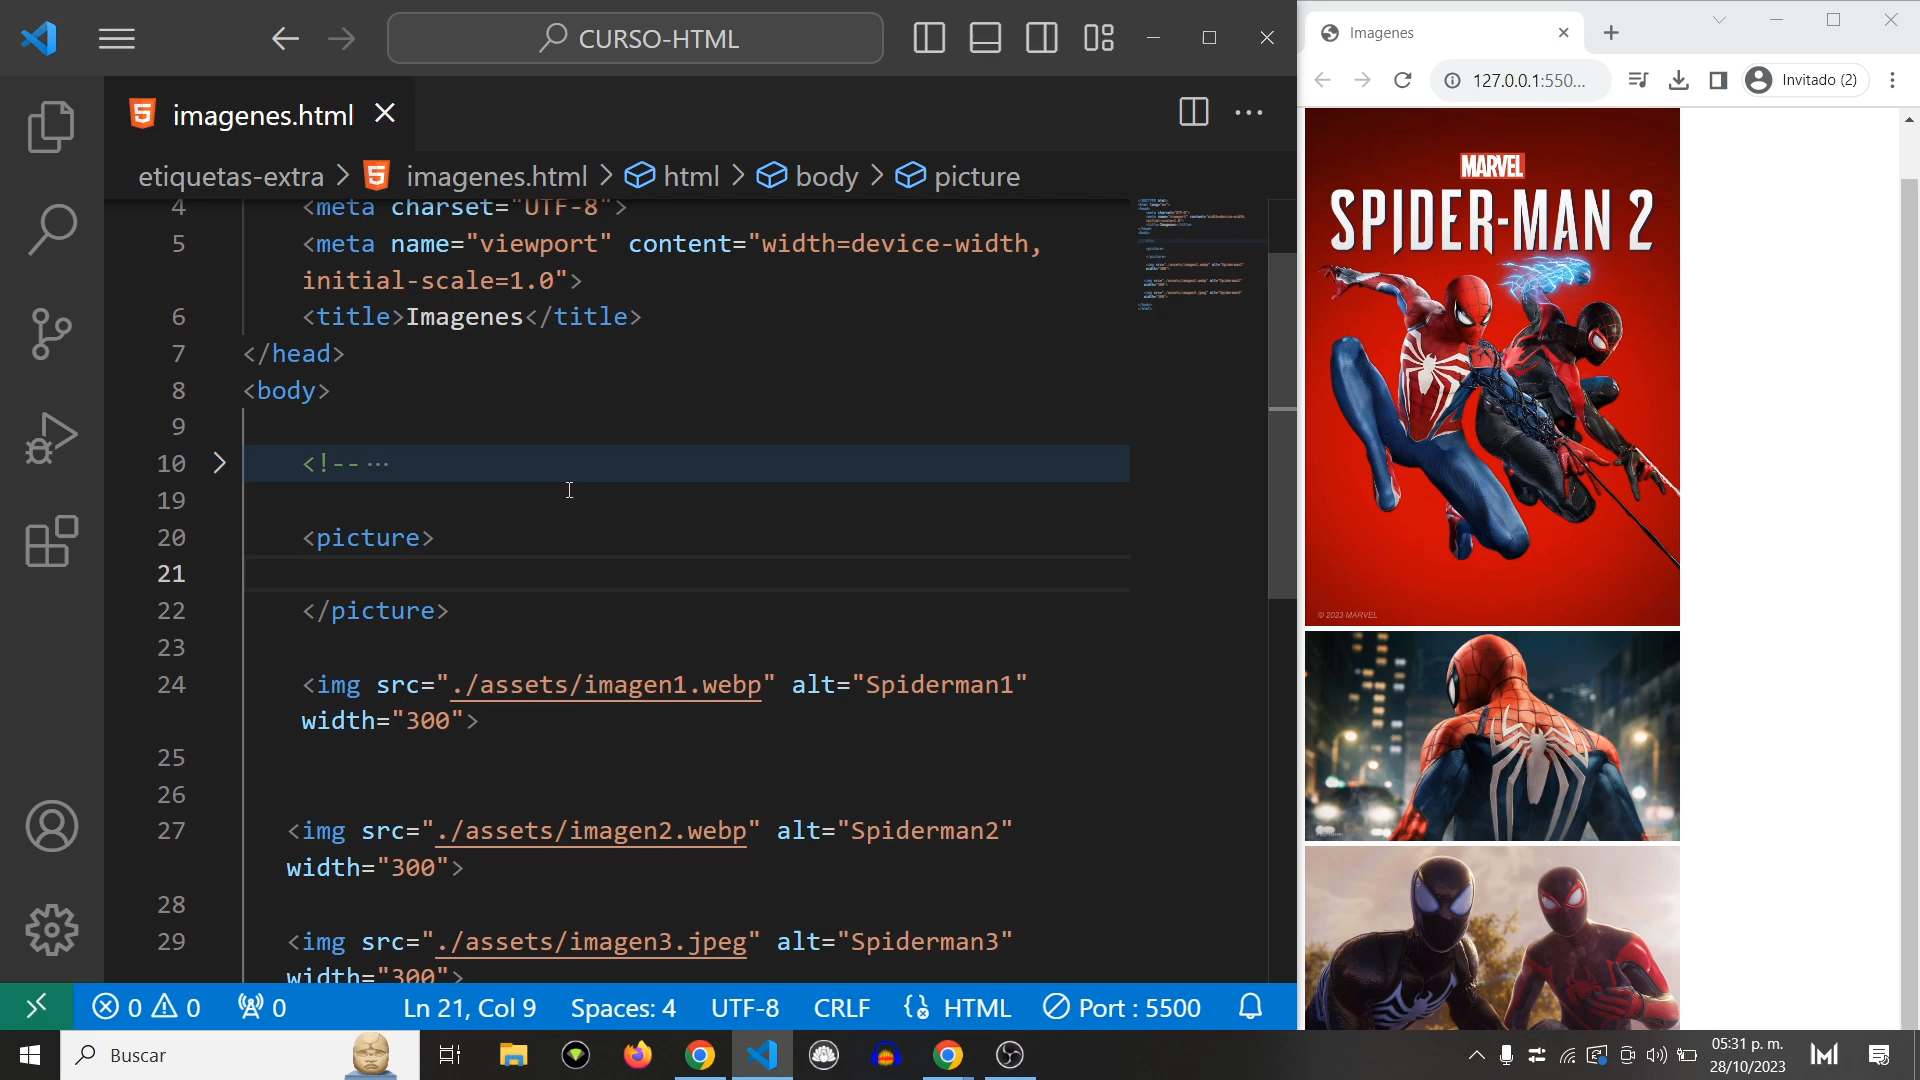 CURSO-HTML
imagenes.html
etiquetas-extra > imagenes.html > html > body > picture
4 <meta charset="UTF-8">
5 <meta name="viewport" content="width=device-width,
initial-scale=1.0">
6 <title>Imagenes</title>
7 </head>
8 <body>
9
10 <!-- ···
19
20 <picture>
21
22 </picture>
23
24 <img src="./assets/imagen1.webp" alt="Spiderman1"
width="300">
25
26
27 <img src="./assets/imagen2.webp" alt="Spiderman2"
width="300">
28
29 <img src="./assets/imagen3.jpeg" alt="Spiderman3"
width="300">
0 0 0 Ln 21, Col 9 Spaces: 4 UTF-8 CRLF HTML Port : 5500
Imagenes
127.0.0.1:550...
Invitado (2)
MARVEL
SPIDER-MAN 2
© 2023 MARVEL
Buscar
05:31 p. m.
28/10/2023